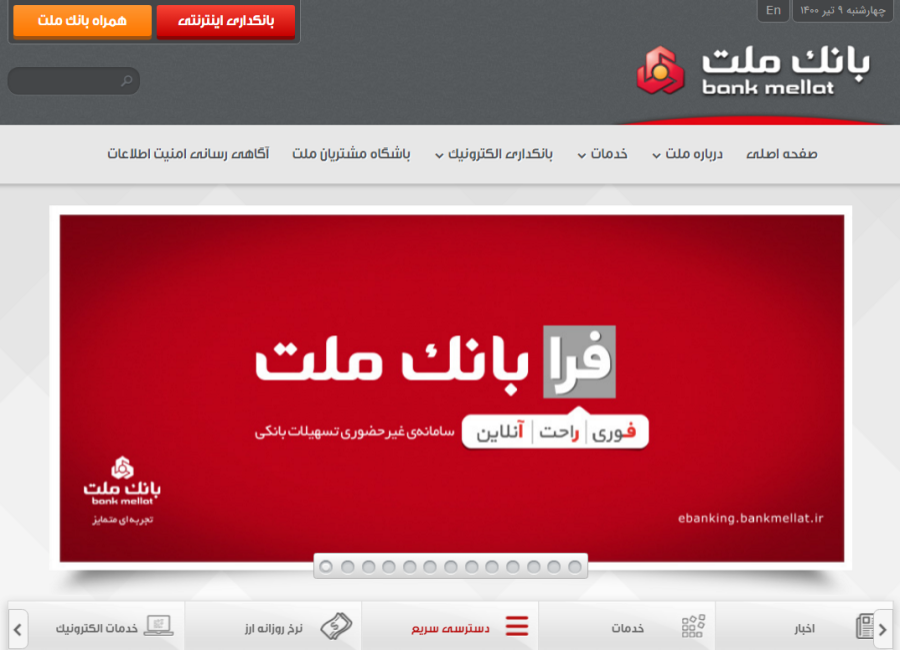 چهارشنبه ۹ تیر ۱۴۰۰
En
بانکداری اینترنتی
همراه بانک ملت
بانک ملت
bank mellat
صفحه اصلی
درباره ملت
خدمات
بانکداری الکترونیک
باشگاه مشتریان ملت
آگاهی رسانی امنیت اطلاعات
فرا بانک ملت
فوری | راحت | آنلاین
سامانه‌ی غیرحضوری تسهیلات بانکی
بانک ملت
bank mellat
تجربه‌ای متمایز
ebanking.bankmellat.ir
اخبار
خدمات
دسترسی سریع
نرخ روزانه ارز
خدمات الکترونیک